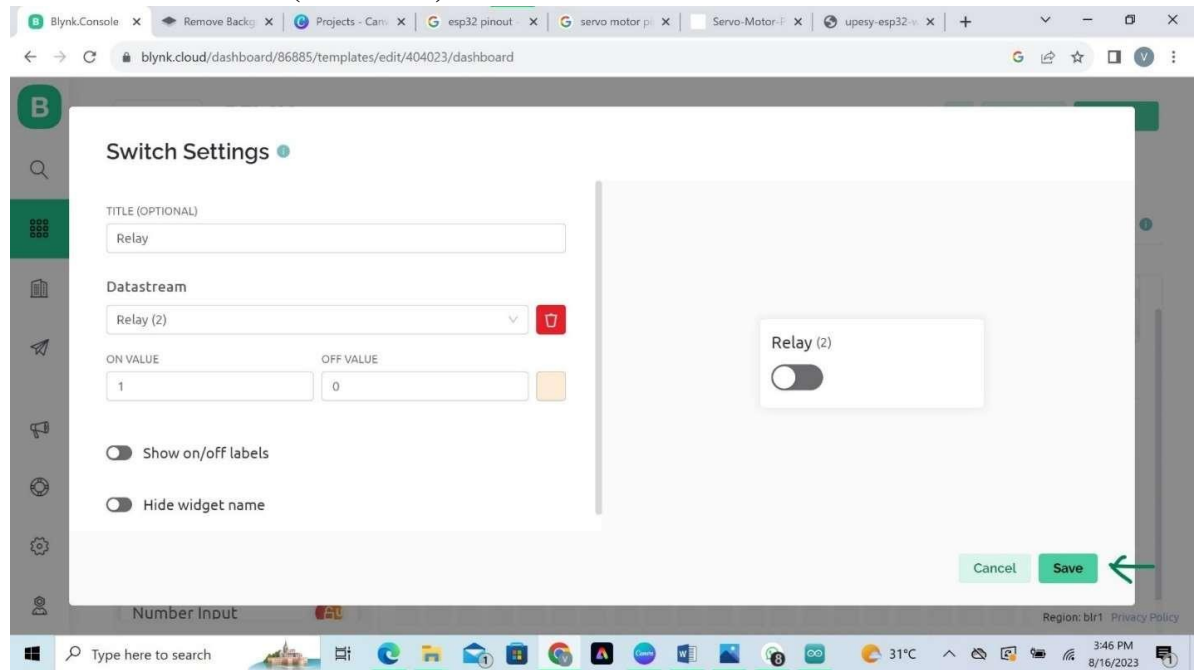 Blynk.Console
Remove Backg
Projects - Can
esp32 pinout -
servo motor pi
Servo-Motor-
upesy-esp32-w
blynk.cloud/dashboard/86885/templates/edit/404023/dashboard
V
B
Switch Settings
TITLE (OPTIONAL)
Relay
Datastream
Relay (2)
ON VALUE
OFF VALUE
1
0
Show on/off labels
Hide widget name
Relay (2)
Cancel
Save
Number Input
Region: blr1 Privacy Policy
Type here to search
31°C
3:46 PM
8/16/2023